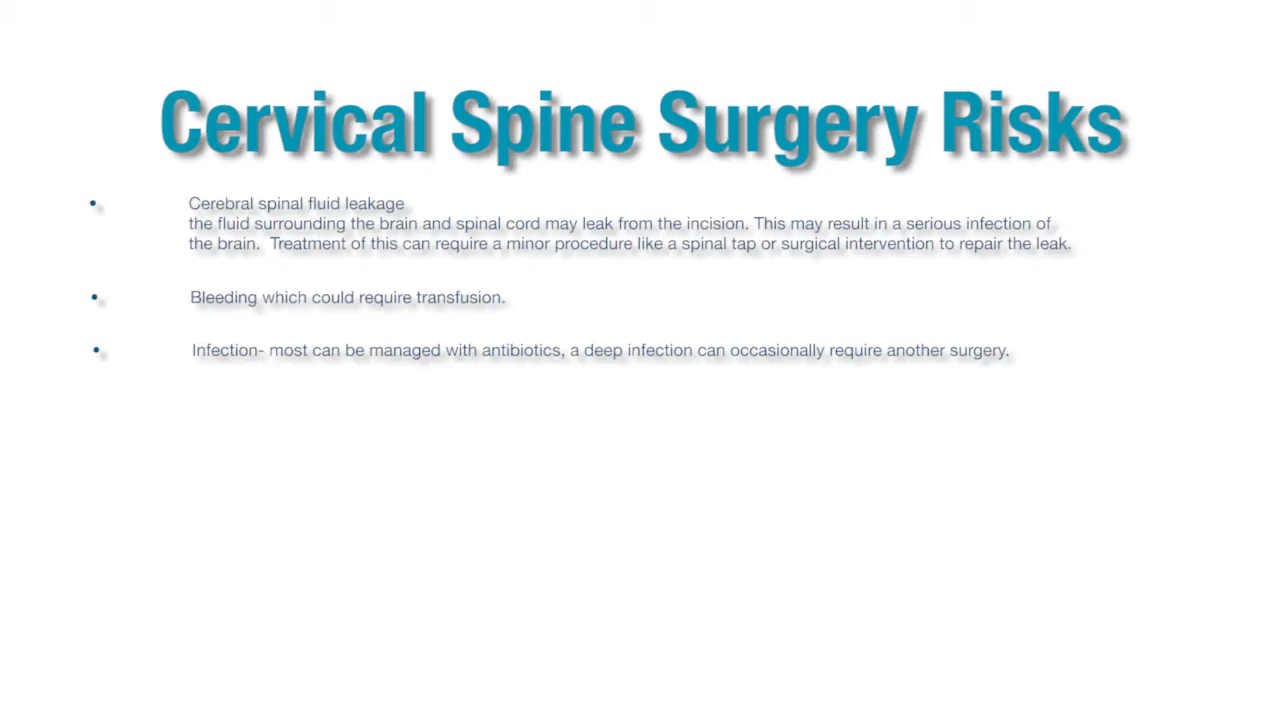 Cervical Spine Surgery Risks
• Cerebral spinal fluid leakage
the fluid surrounding the brain and spinal cord may leak from the incision. This may result in a serious infection of
the brain.  Treatment of this can require a minor procedure like a spinal tap or surgical intervention to repair the leak.
• Bleeding which could require transfusion.
• Infection- most can be managed with antibiotics, a deep infection can occasionally require another surgery.